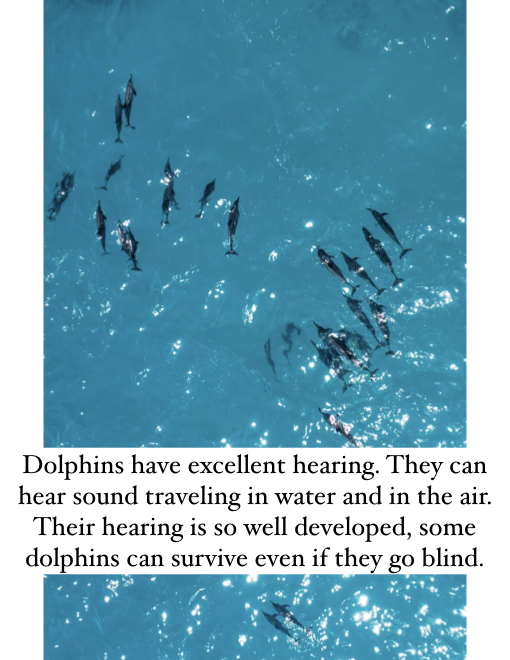 Dolphins have excellent hearing. They can
hear sound traveling in water and in the air.
Their hearing is so well developed, some
dolphins can survive even if they go blind.